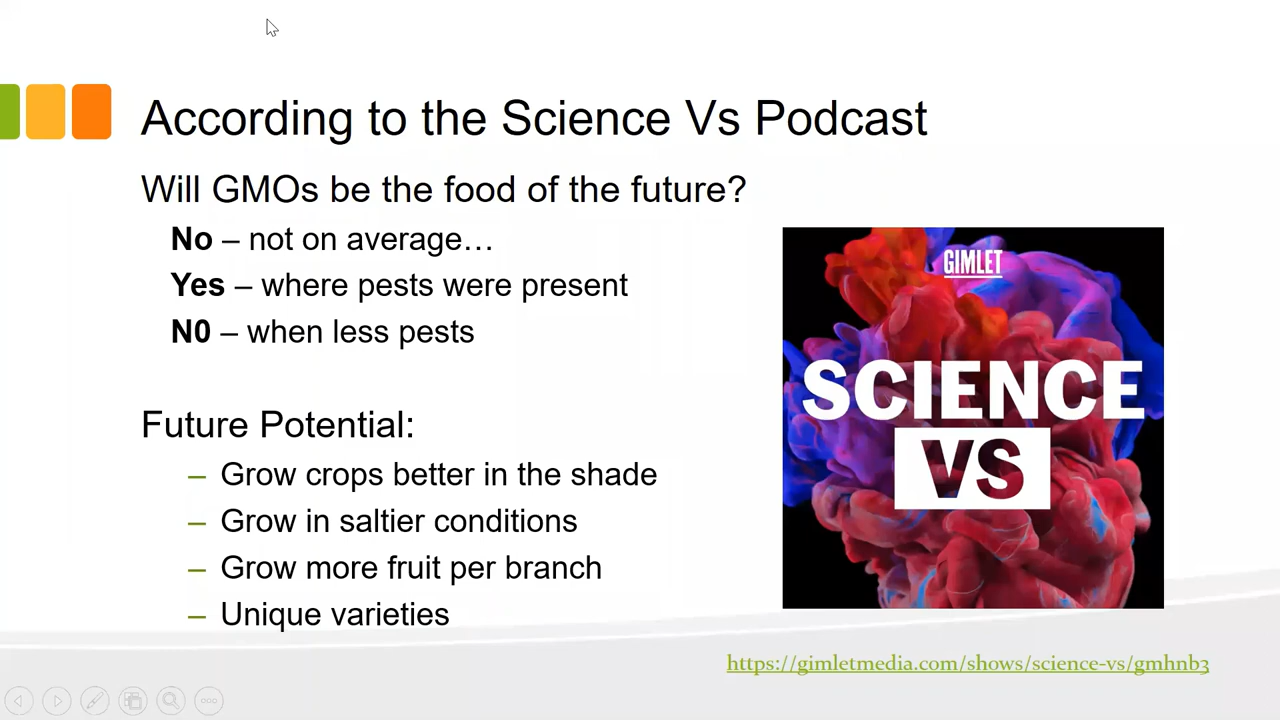 According to the Science Vs Podcast
Will GMOs be the food of the future?
No – not on average…
Yes – where pests were present
N0 – when less pests
Future Potential:
– Grow crops better in the shade
– Grow in saltier conditions
– Grow more fruit per branch
– Unique varieties
GIMLET
SCIENCE
VS
https://gimletmedia.com/shows/science-vs/gmhnb3